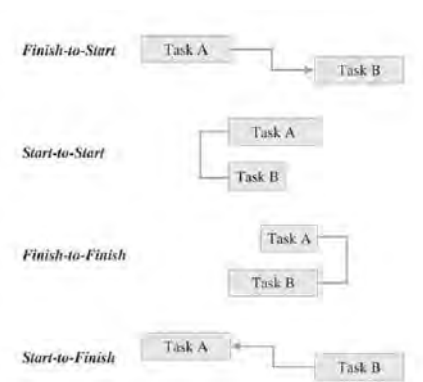 Finish-to-Start Task A
Task B
Task A
Start-to-Start
Task B
Task A
Finish-to-Finish
Task B
Task A
Start-to-Finish
Task B